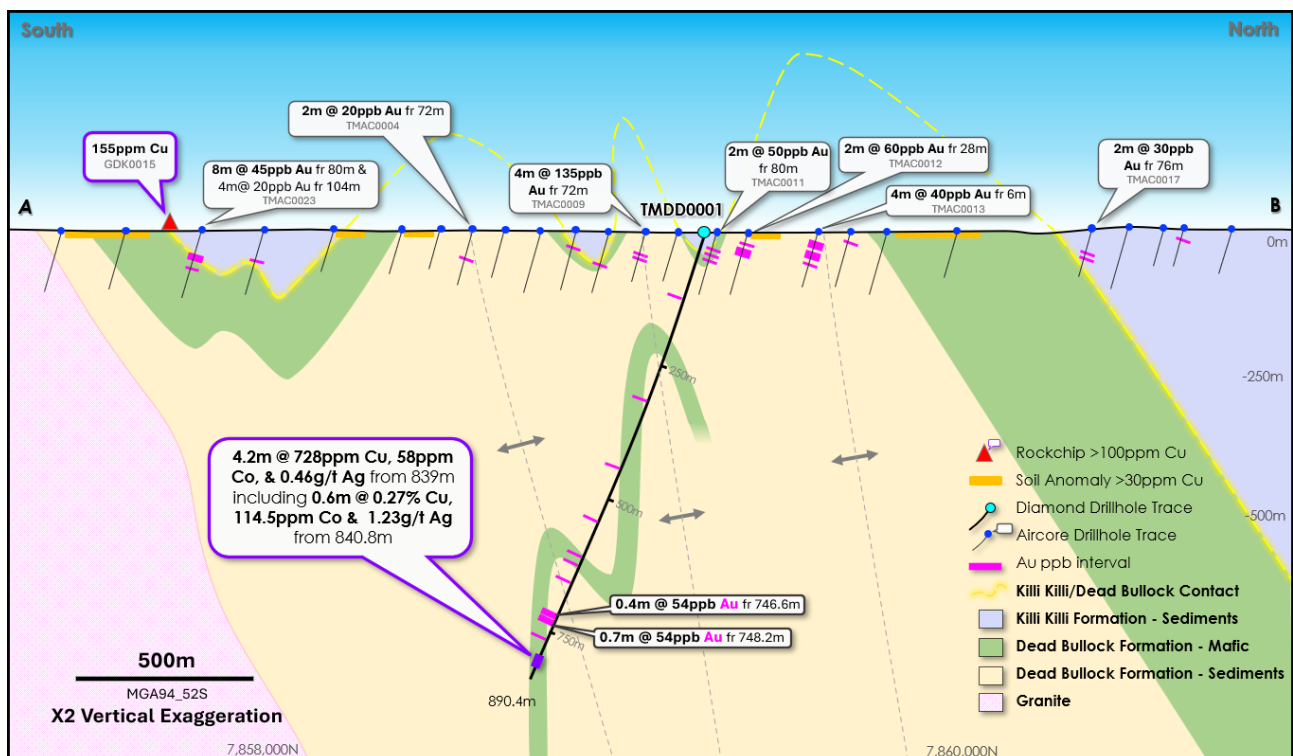 South
North
2m @ 20ppb Au fr 72m
TMAC0004
155ppm Cu
GDK0015
8m @ 45ppb Au fr 80m &
4m@ 20ppb Au fr 104m
TMAC0023
4m @ 135ppb
Au fr 72m
TMAC0009
2m @ 50ppb Au
fr 80m
TMAC0011
2m @ 60ppb Au fr 28m
TMAC0012
4m @ 40ppb Au fr 6m
TMAC0013
2m @ 30ppb
Au fr 76m
TMAC0017
A
TMDD0001
B
0m
250m
-250m
500m
-500m
750m
4.2m @ 728ppm Cu, 58ppm
Co, & 0.46g/t Ag from 839m
including 0.6m @ 0.27% Cu,
114.5ppm Co & 1.23g/t Ag
from 840.8m
0.4m @ 54ppb Au fr 746.6m
0.7m @ 54ppb Au fr 748.2m
890.4m
Rockchip >100ppm Cu
Soil Anomaly >30ppm Cu
Diamond Drillhole Trace
Aircore Drillhole Trace
Au ppb interval
Killi Killi/Dead Bullock Contact
Killi Killi Formation - Sediments
Dead Bullock Formation - Mafic
Dead Bullock Formation - Sediments
Granite
500m
MGA94_52S
X2 Vertical Exaggeration
7,858,000N
7,860,000N